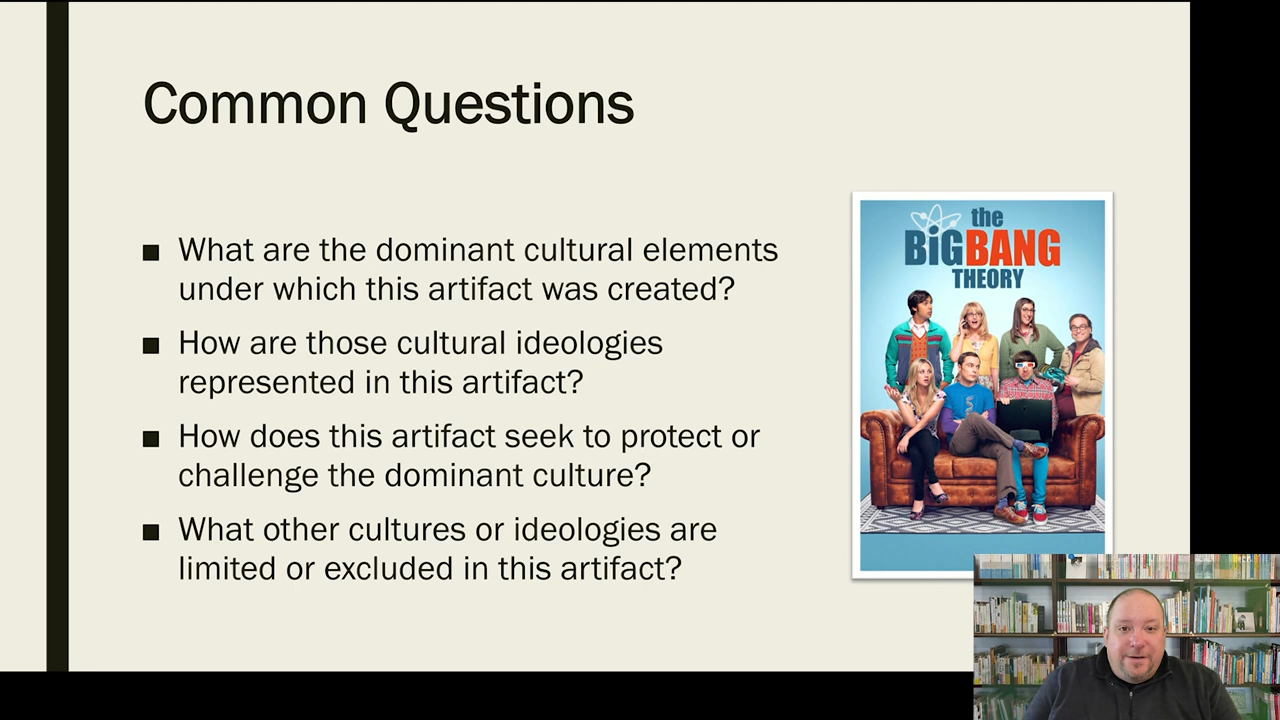 Common Questions
■ What are the dominant cultural elements
under which this artifact was created?
■ How are those cultural ideologies
represented in this artifact?
■ How does this artifact seek to protect or
challenge the dominant culture?
■ What other cultures or ideologies are
limited or excluded in this artifact?
the
BiGBANG
THEORY